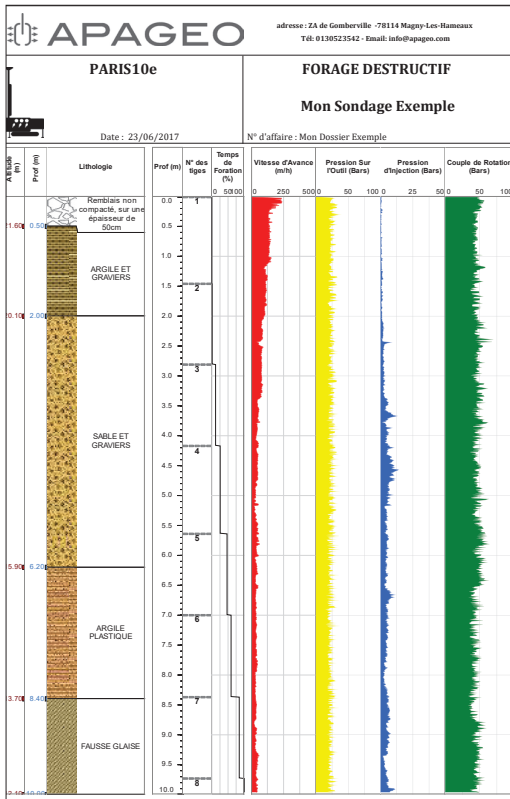 APAGEO
adresse : ZA de Gomberville -78114 Magny-Les-Hameaux
Tél: 0130523542 - Email: info@apageo.com
PARIS10e
Date : 23/06/2017
FORAGE DESTRUCTIF
Mon Sondage Exemple
N° d'affaire : Mon Dossier Exemple
Altitude (m)
Prof (m)
Lithologie
Prof (m)
N° des tiges
Temps de Foration (%)
0 50 100
Vitesse d'Avance (m/h)
0 250 500
Pression Sur l'Outil (Bars)
0 50 100
Pression d'Injection (Bars)
0 25 50
Couple de Rotation (Bars)
0 50 100
Remblais non
compacté, sur une
épaisseur de
50cm
0.50
ARGILE ET
GRAVIERS
2.00
SABLE ET
GRAVIERS
5.90
6.20
ARGILE
PLASTIQUE
3.70
8.40
FAUSSE GLAISE
0.0
0.5
1.0
1.5
2.0
2.5
3.0
3.5
4.0
4.5
5.0
5.5
6.0
6.5
7.0
7.5
8.0
8.5
9.0
9.5
10.0
1
2
3
4
5
6
7
8